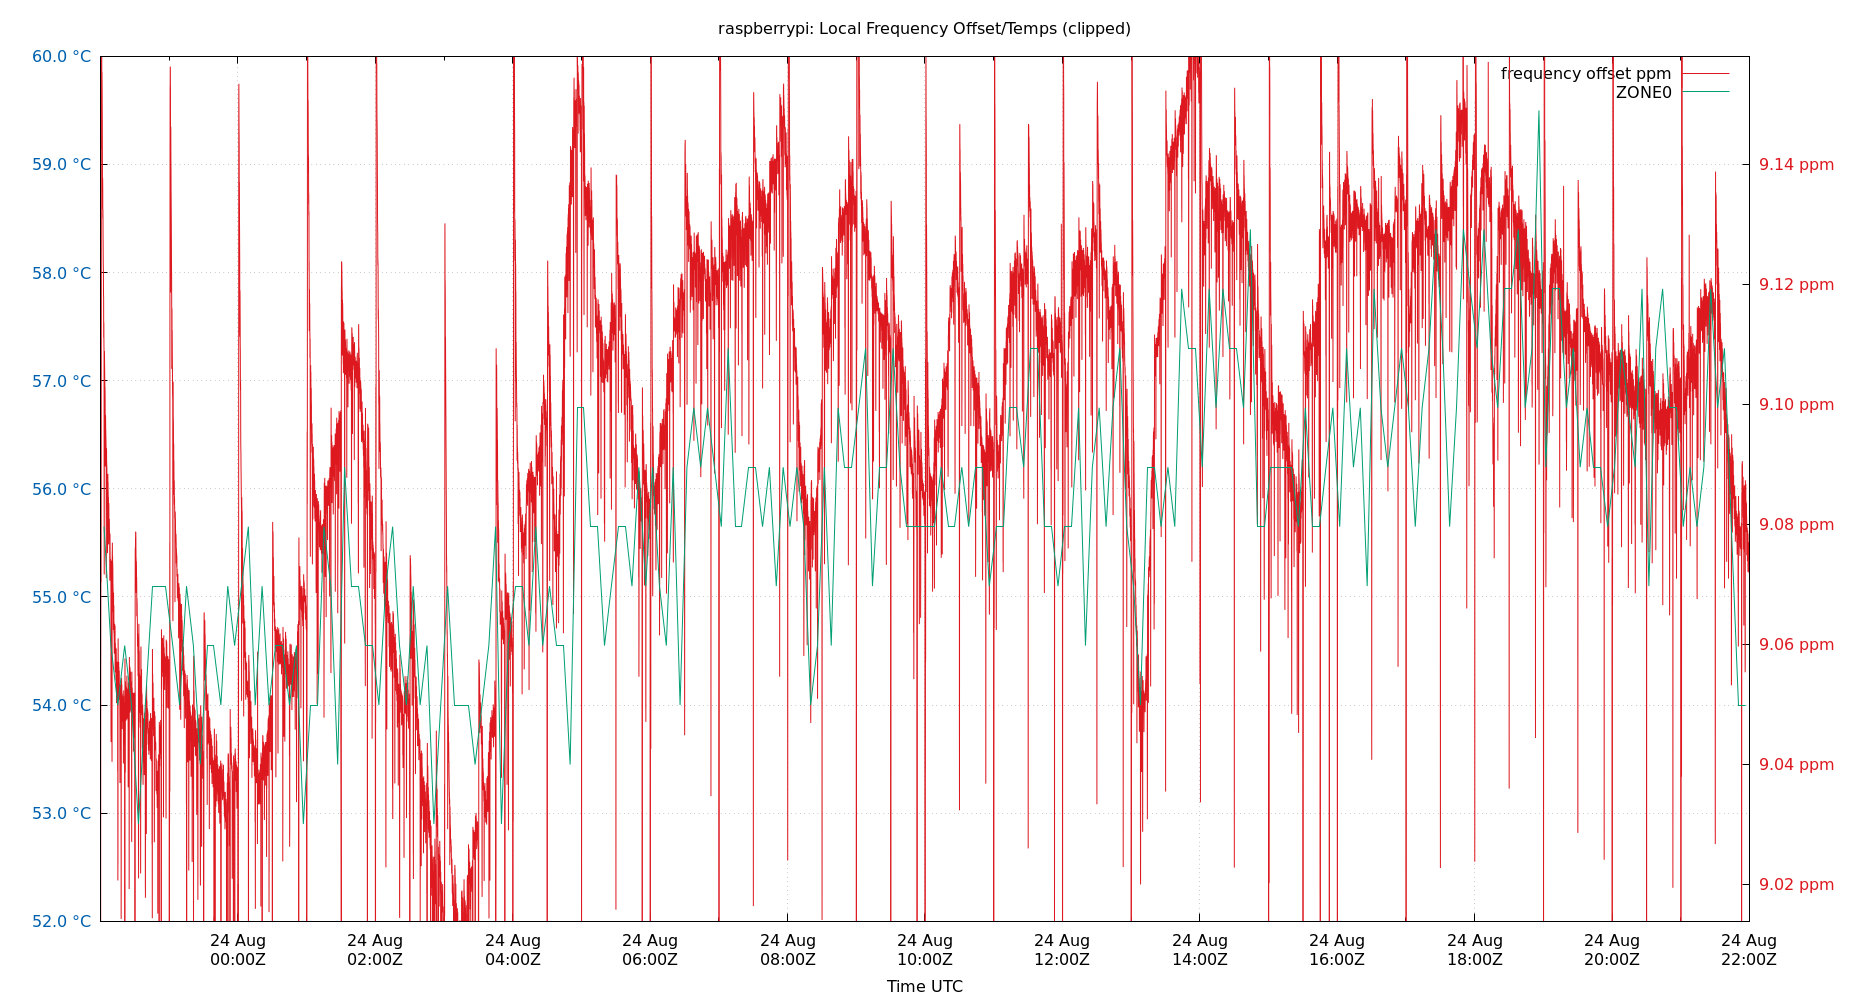 raspberrypi: Local Frequency Offset/Temps (clipped)
frequency offset ppm
ZONE0
60.0 °C
59.0 °C
58.0 °C
57.0 °C
56.0 °C
55.0 °C
54.0 °C
53.0 °C
52.0 °C
9.14 ppm
9.12 ppm
9.10 ppm
9.08 ppm
9.06 ppm
9.04 ppm
9.02 ppm
24 Aug 24 Aug 24 Aug 24 Aug 24 Aug 24 Aug 24 Aug 24 Aug 24 Aug 24 Aug 24 Aug 24 Aug
00:00Z 02:00Z 04:00Z 06:00Z 08:00Z 10:00Z 12:00Z 14:00Z 16:00Z 18:00Z 20:00Z 22:00Z
Time UTC